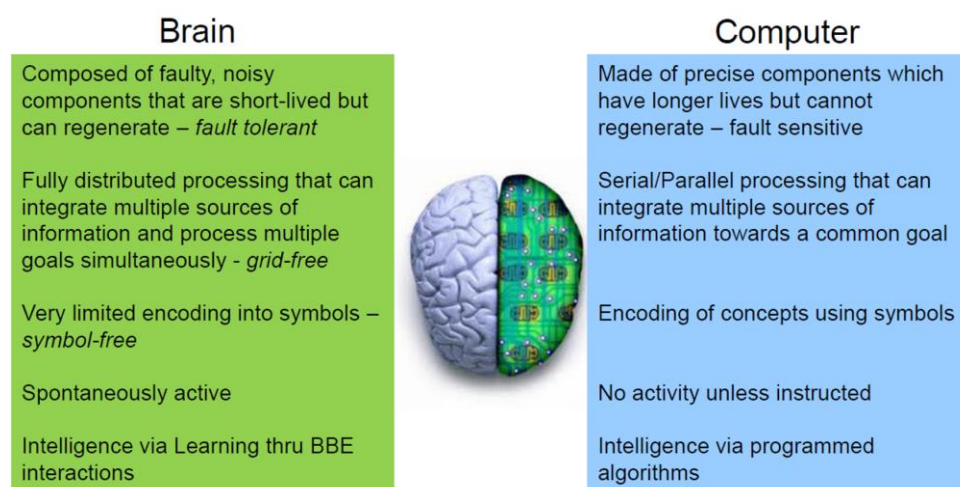 Brain
Composed of faulty, noisy
components that are short-lived but
can regenerate – fault tolerant
Fully distributed processing that can
integrate multiple sources of
information and process multiple
goals simultaneously - grid-free
Very limited encoding into symbols –
symbol-free
Spontaneously active
Intelligence via Learning thru BBE
interactions
Computer
Made of precise components which
have longer lives but cannot
regenerate – fault sensitive
Serial/Parallel processing that can
integrate multiple sources of
information towards a common goal
Encoding of concepts using symbols
No activity unless instructed
Intelligence via programmed
algorithms